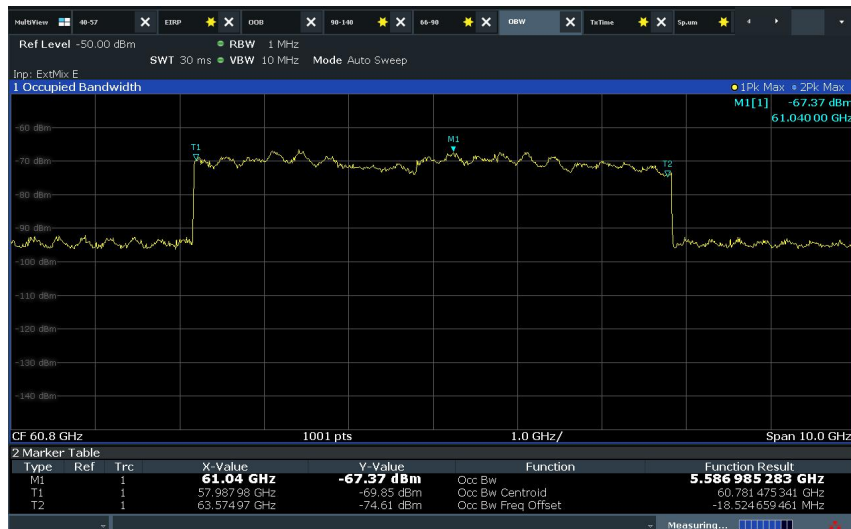 MultiView 40-57 X EIRP X OOB X 90-140 X 66-90 X OBW X TxTime X Sp.um
Ref Level -50.00 dBm RBW 1 MHz
SWT 30 ms VBW 10 MHz Mode Auto Sweep
Inp: ExtMix E
1 Occupied Bandwidth 1Pk Max 2Pk Max
M1[1] -67.37 dBm
61.040 00 GHz
-60 dBm
M1
T1
T2
-70 dBm
-80 dBm
-90 dBm
-100 dBm
-110 dBm
-120 dBm
-130 dBm
-140 dBm
CF 60.8 GHz 1001 pts 1.0 GHz/ Span 10.0 GHz
2 Marker Table
Type Ref Trc X-Value Y-Value Function Function Result
M1 1 61.04 GHz -67.37 dBm Occ Bw 5.586 985 283 GHz
T1 1 57.987 98 GHz -69.85 dBm Occ Bw Centroid 60.781 475 341 GHz
T2 1 63.574 97 GHz -74.61 dBm Occ Bw Freq Offset -18.524 659 461 MHz
Measuring...